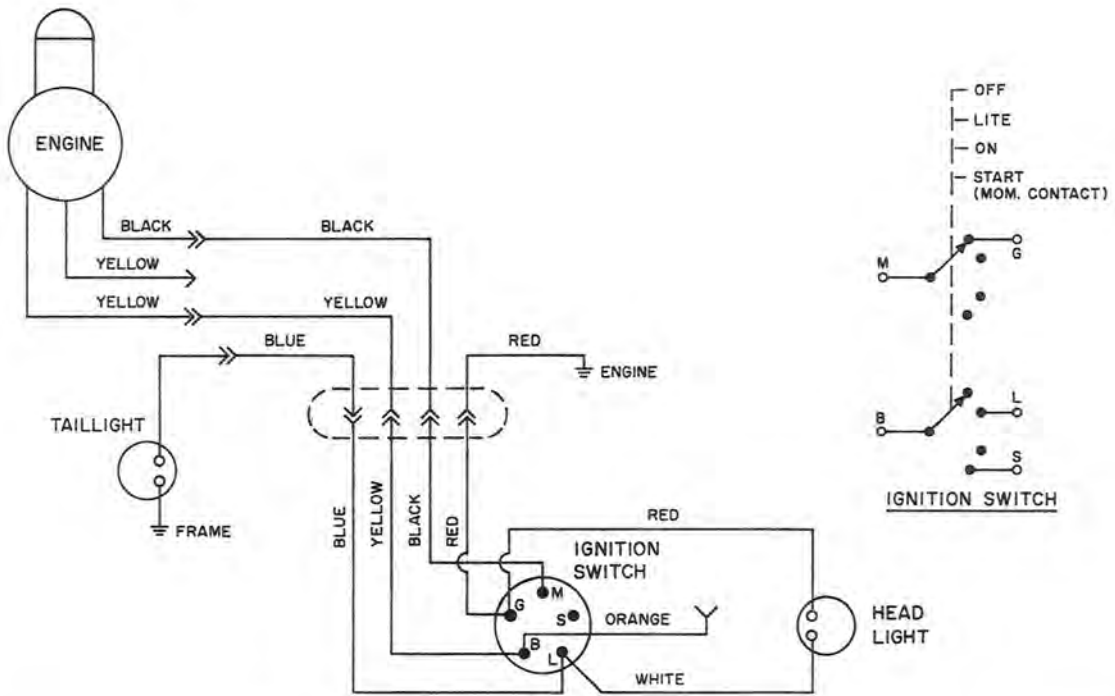 ENGINE
BLACK
BLACK
YELLOW
YELLOW
YELLOW
BLUE
RED
ENGINE
TAILLIGHT
FRAME
BLUE
YELLOW
BLACK
RED
RED
IGNITION
SWITCH
M
G
S
B
L
ORANGE
WHITE
HEAD
LIGHT
OFF
LITE
ON
START
(MOM. CONTACT)
M
G
B
L
S
IGNITION SWITCH